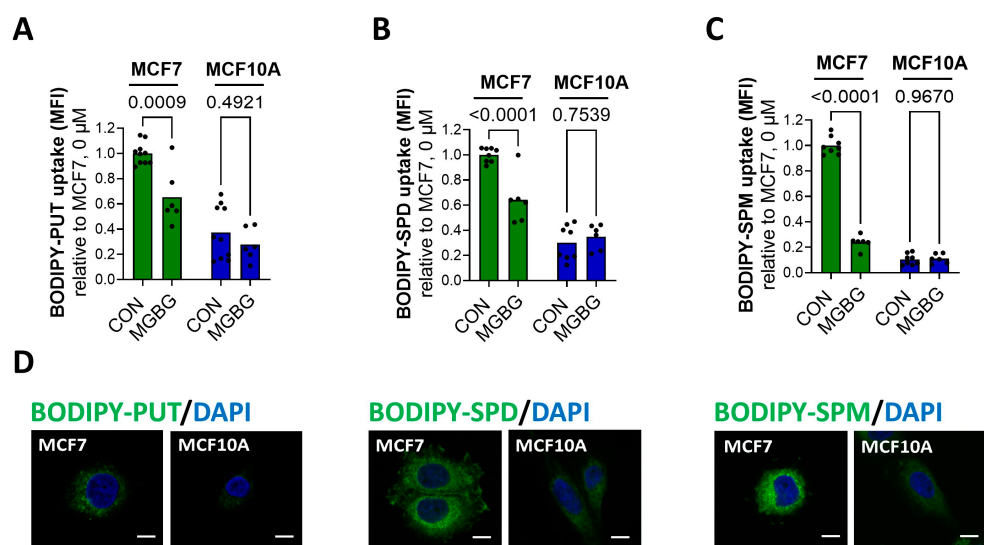 A
MCF7
MCF10A
0.0009
0.4921
BODIPY-PUT uptake (MFI)
relative to MCF7, 0 µM
1.2
1.0
0.8
0.6
0.4
0.2
0.0
CON
MGBG
CON
MGBG
B
MCF7
MCF10A
<0.0001
0.7539
BODIPY-SPD uptake (MFI)
relative to MCF7, 0 µM
1.2
1.0
0.8
0.6
0.4
0.2
0.0
CON
MGBG
CON
MGBG
C
MCF7
MCF10A
<0.0001
0.9670
BODIPY-SPM uptake (MFI)
relative to MCF7, 0 µM
1.2
1.0
0.8
0.6
0.4
0.2
0.0
CON
MGBG
CON
MGBG
D
BODIPY-PUT/DAPI
MCF7
MCF10A
BODIPY-SPD/DAPI
MCF7
MCF10A
BODIPY-SPM/DAPI
MCF7
MCF10A